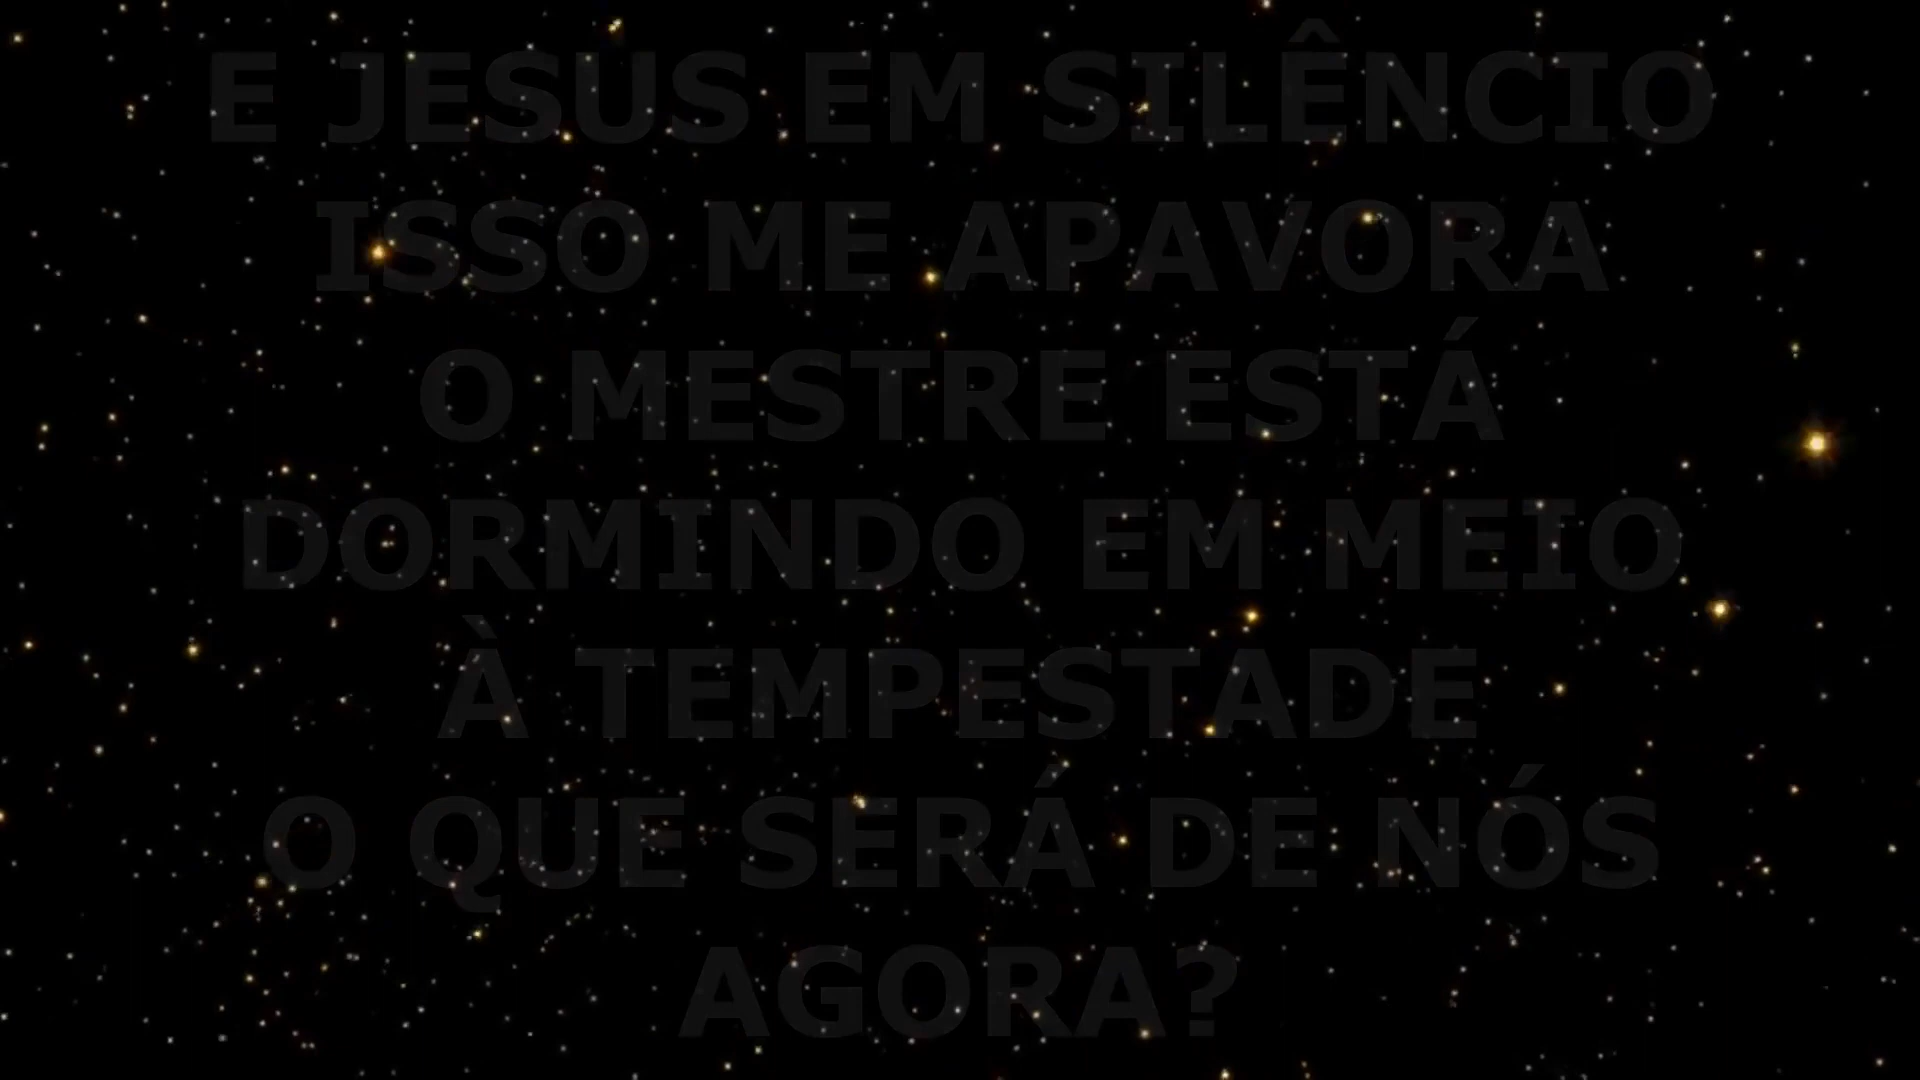 E JESUS EM SILÊNCIO
ISSO ME APAVORA
O MESTRE ESTÁ
DORMINDO EM MEIO
À TEMPESTADE
O QUE SERÁ DE NÓS
AGORA?